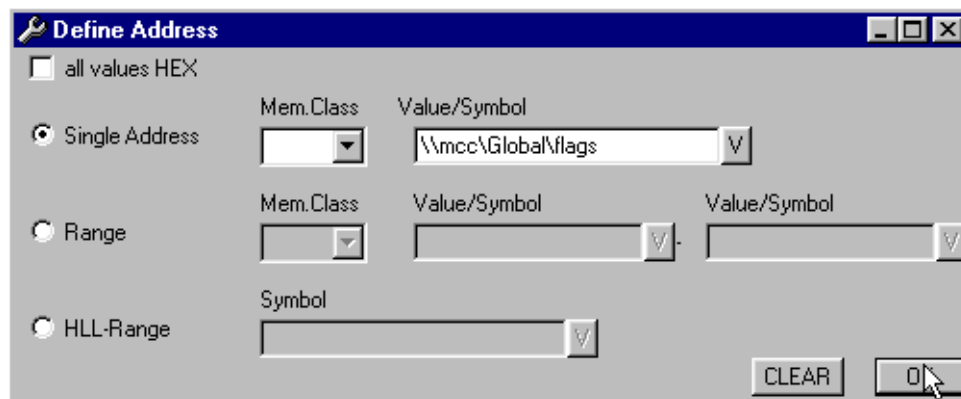 Define Address
all values HEX
Mem.Class Value/Symbol
Single Address \\mcc\Global\flags V
Mem.Class Value/Symbol Value/Symbol
Range V - V
Symbol
HLL-Range V
CLEAR